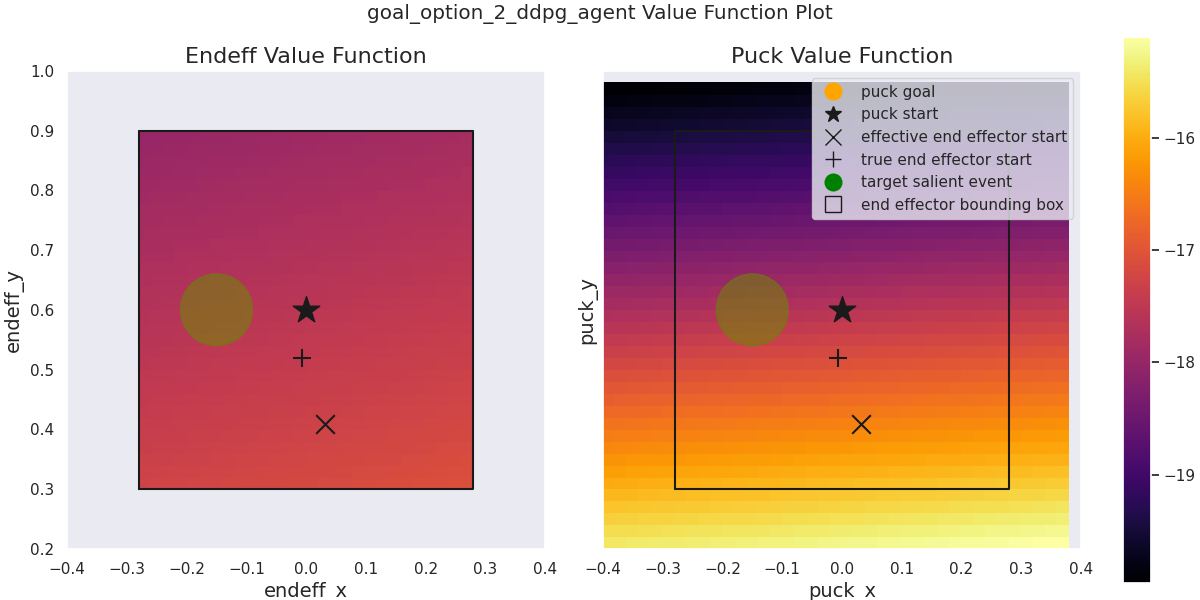 goal_option_2_ddpg_agent Value Function Plot
Endeff Value Function
endeff_y
1.0
0.9
0.8
0.7
0.6
0.5
0.4
0.3
0.2
−0.4 −0.3 −0.2 −0.1 0.0 0.1 0.2 0.3 0.4
endeff_x
Puck Value Function
puck goal
puck start
effective end effector start
true end effector start
target salient event
end effector bounding box
puck_y
−0.4 −0.3 −0.2 −0.1 0.0 0.1 0.2 0.3 0.4
puck_x
−16
−17
−18
−19